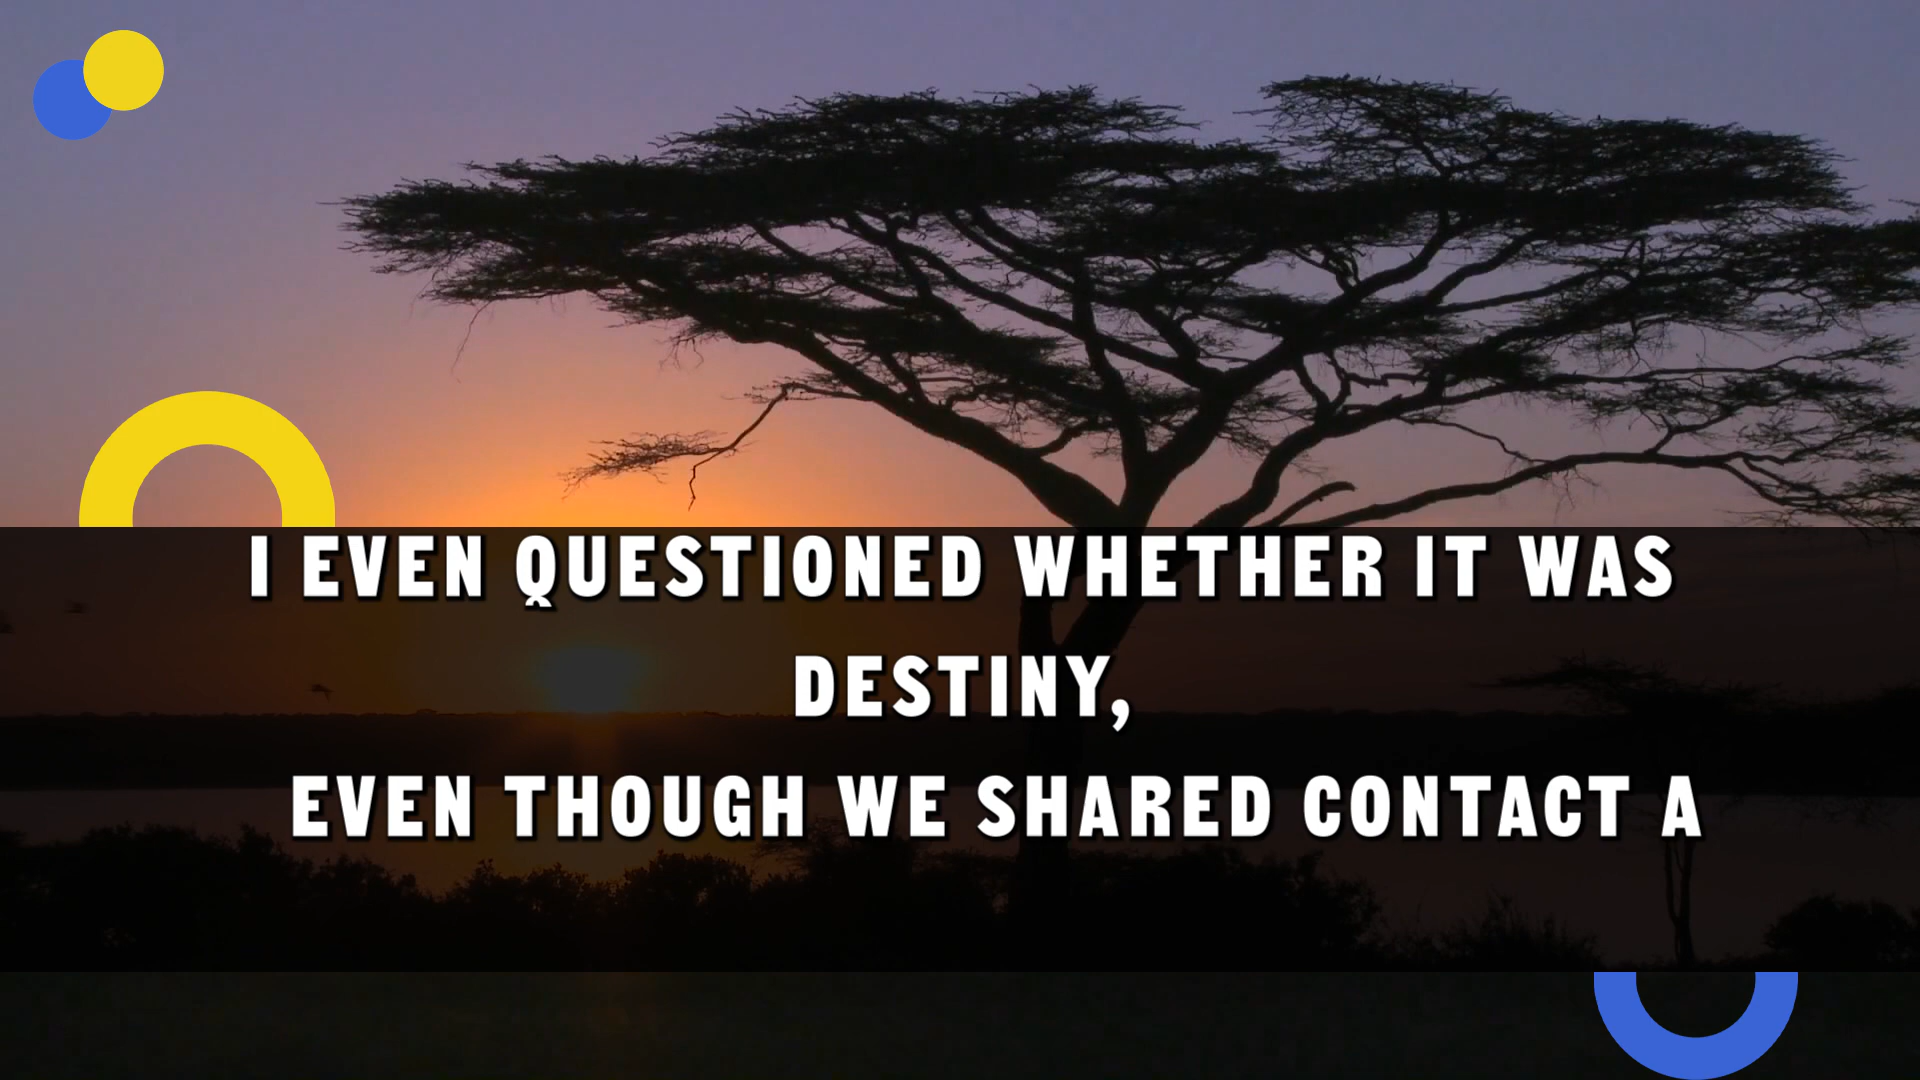 I EVEN QUESTIONED WHETHER IT WAS
DESTINY,
EVEN THOUGH WE SHARED CONTACT A